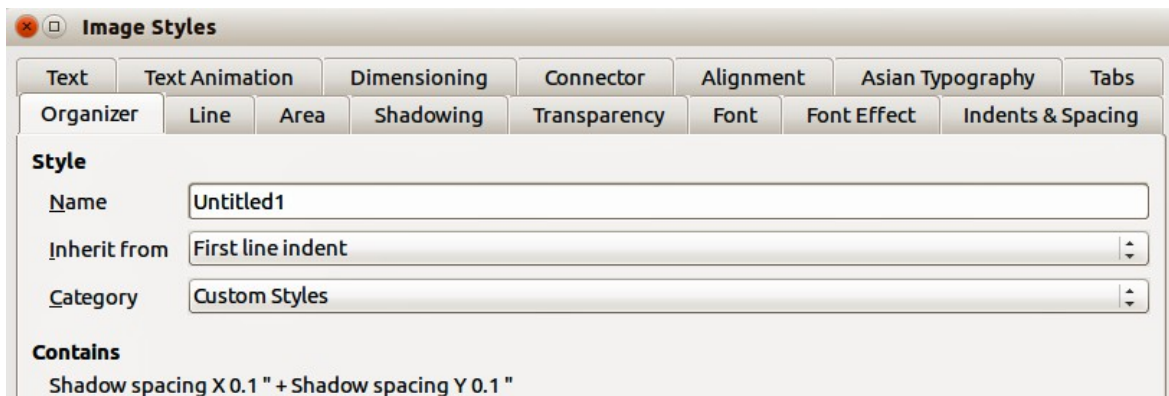 Image Styles
Text Text Animation Dimensioning Connector Alignment Asian Typography Tabs
Organizer Line Area Shadowing Transparency Font Font Effect Indents & Spacing
Style
Name Untitled1
Inherit from First line indent
Category Custom Styles
Contains
Shadow spacing X 0.1 " + Shadow spacing Y 0.1 "